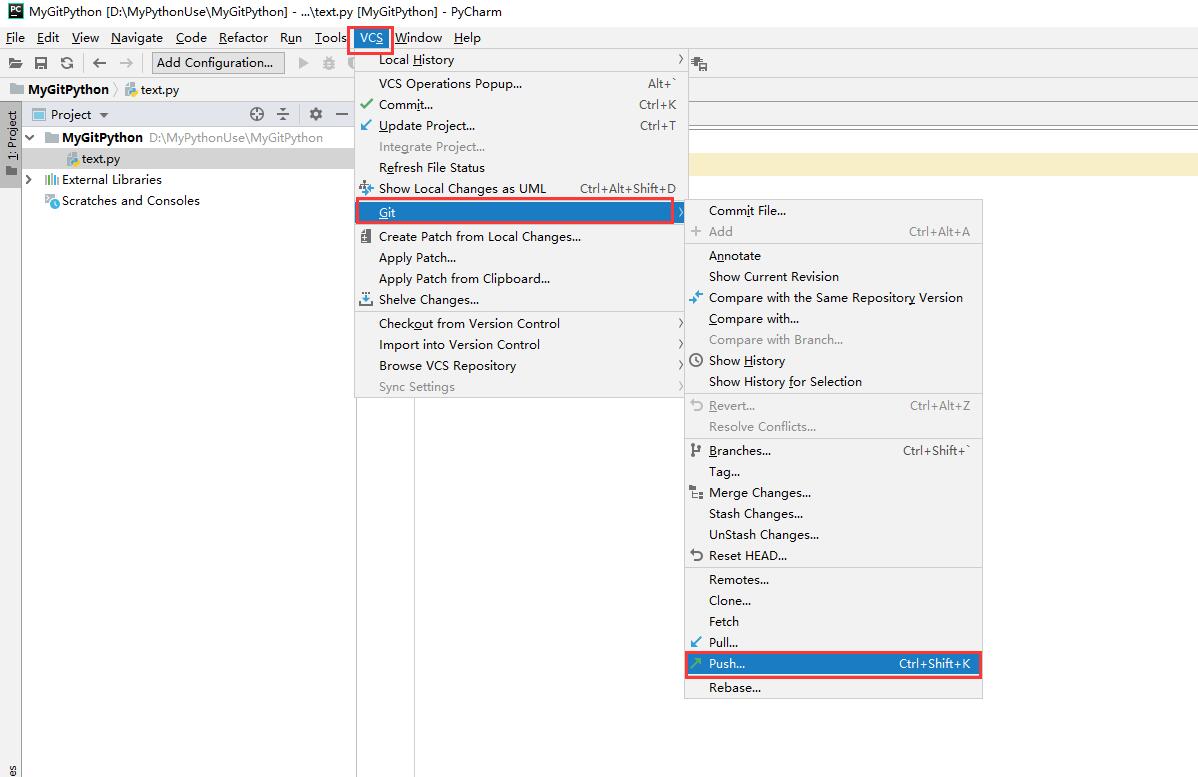 MyGitPython [D:\MyPythonUse\MyGitPython] - ...\text.py [MyGitPython] - PyCharm
File Edit View Navigate Code Refactor Run Tools VCS Window Help
Add Configuration...
MyGitPython text.py
1: Project
Project
MyGitPython D:\MyPythonUse\MyGitPython
text.py
External Libraries
Scratches and Consoles
Local History
VCS Operations Popup... Alt+`
Commit... Ctrl+K
Update Project... Ctrl+T
Integrate Project...
Refresh File Status
Show Local Changes as UML Ctrl+Alt+Shift+D
Git
Create Patch from Local Changes...
Apply Patch...
Apply Patch from Clipboard...
Shelve Changes...
Checkout from Version Control
Import into Version Control
Browse VCS Repository
Sync Settings
Commit File...
Add Ctrl+Alt+A
Annotate
Show Current Revision
Compare with the Same Repository Version
Compare with...
Compare with Branch...
Show History
Show History for Selection
Revert... Ctrl+Alt+Z
Resolve Conflicts...
Branches... Ctrl+Shift+`
Tag...
Merge Changes...
Stash Changes...
UnStash Changes...
Reset HEAD...
Remotes...
Clone...
Fetch
Pull...
Push... Ctrl+Shift+K
Rebase...